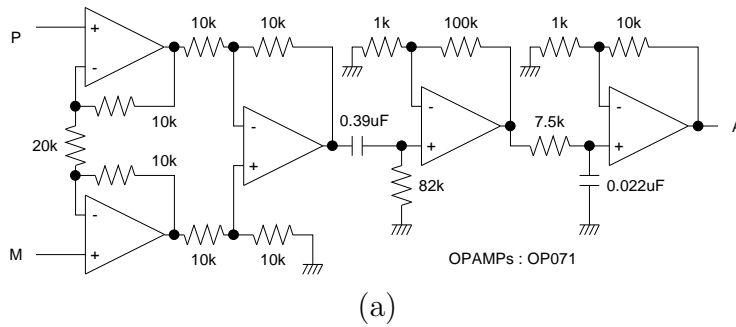 10k 10k 1k 100k 1k 10k
P + - 10k
20k 10k
- + 0.39uF - + 7.5k - +
- + 82k 0.022uF
M 10k 10k OPAMPs : OP071
(a)